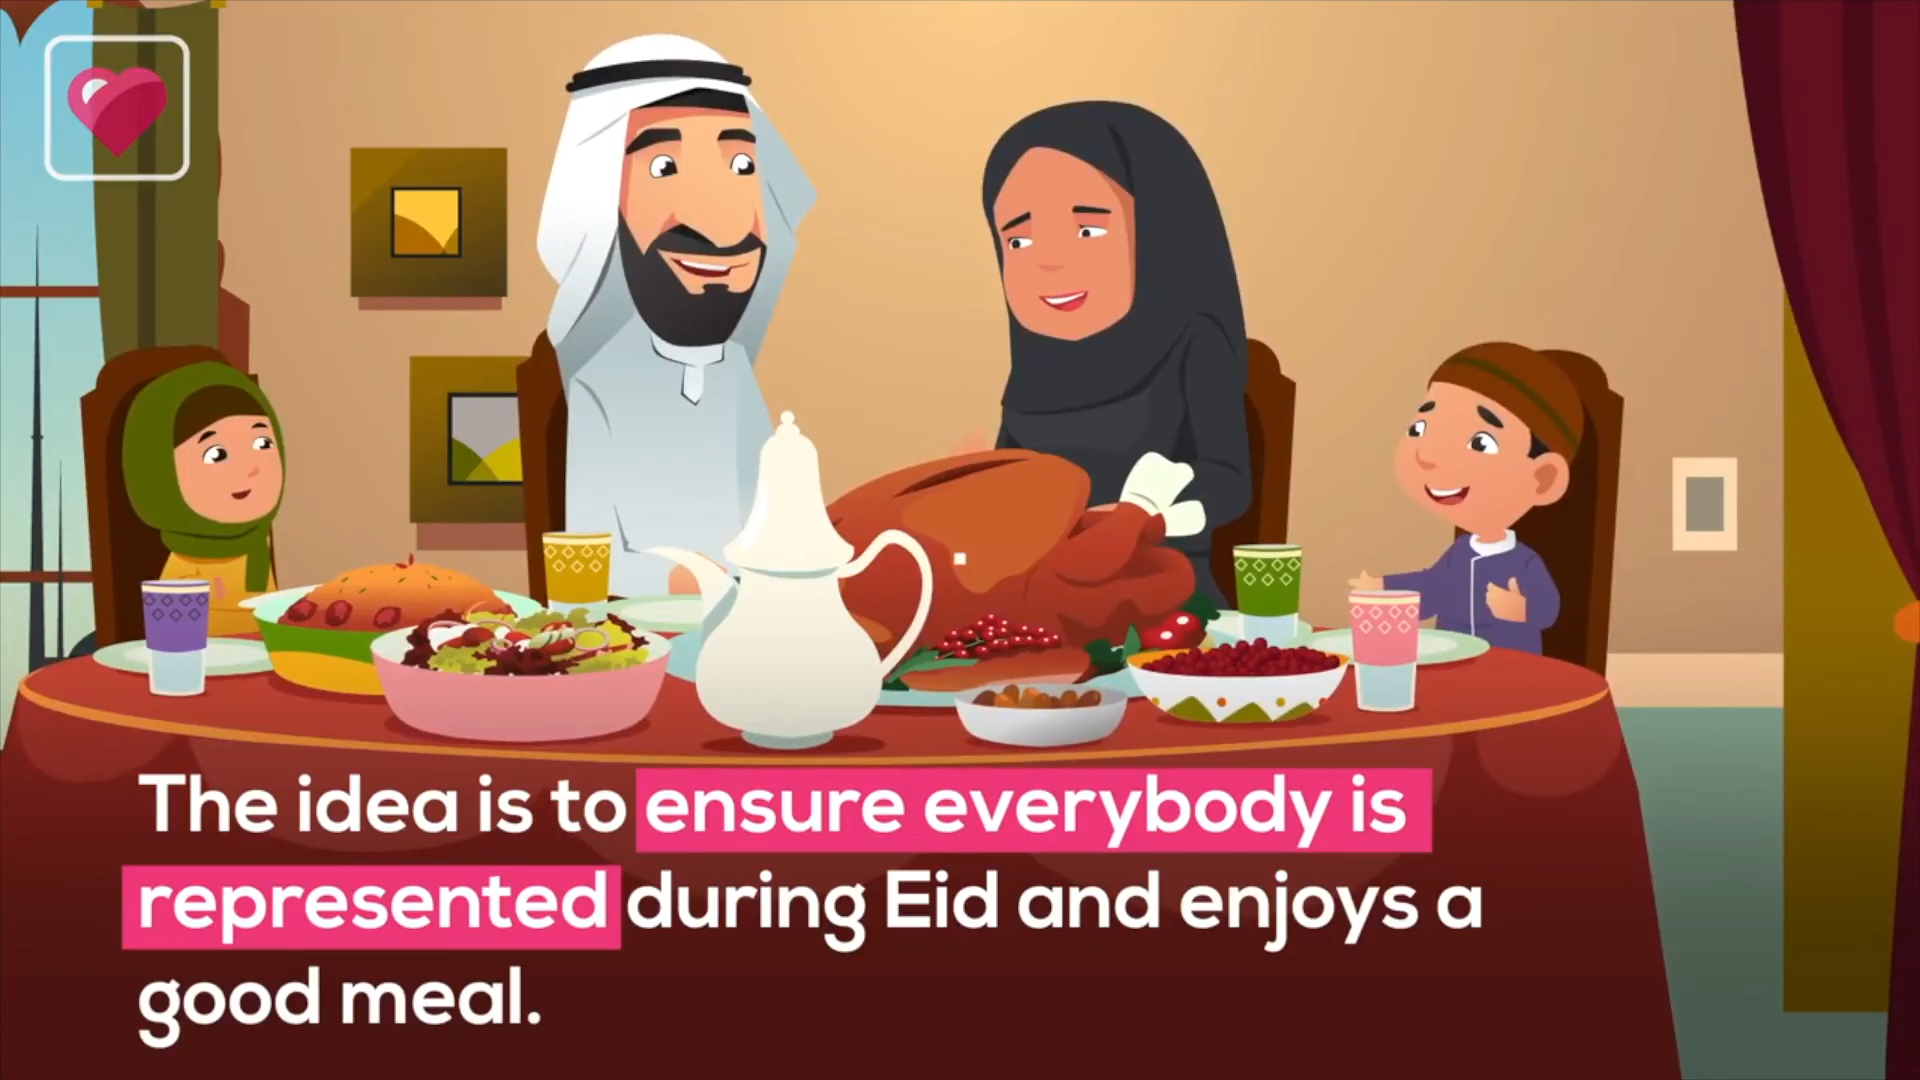 The idea is to ensure everybody is
represented during Eid and enjoys a
good meal.